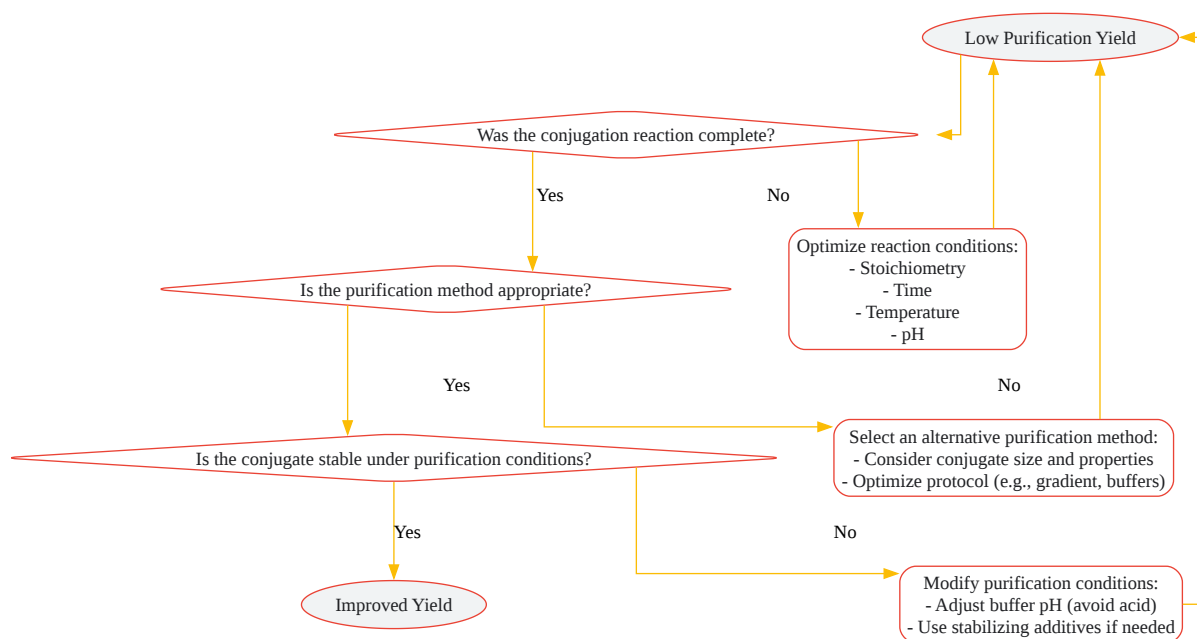 Low Purification Yield
Was the conjugation reaction complete?
Yes
No
Optimize reaction conditions:
- Stoichiometry
- Time
- Temperature
- pH
Is the purification method appropriate?
Yes
No
Select an alternative purification method:
- Consider conjugate size and properties
- Optimize protocol (e.g., gradient, buffers)
Is the conjugate stable under purification conditions?
Yes
No
Improved Yield
Modify purification conditions:
- Adjust buffer pH (avoid acid)
- Use stabilizing additives if needed